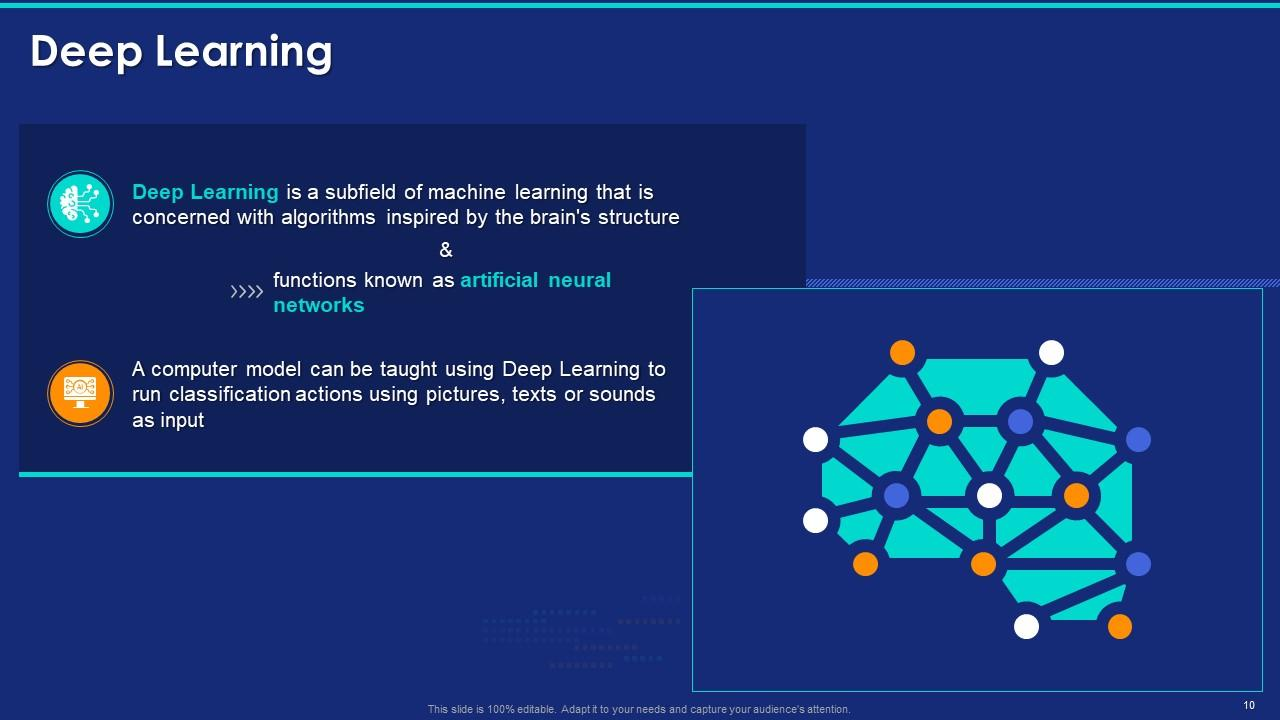 Deep Learning
Deep Learning is a subfield of machine learning that is
concerned with algorithms inspired by the brain's structure
&
functions known as artificial neural
networks
A computer model can be taught using Deep Learning to
run classification actions using pictures, texts or sounds
as input
AI
This slide is 100% editable. Adapt it to your needs and capture your audience's attention.
10